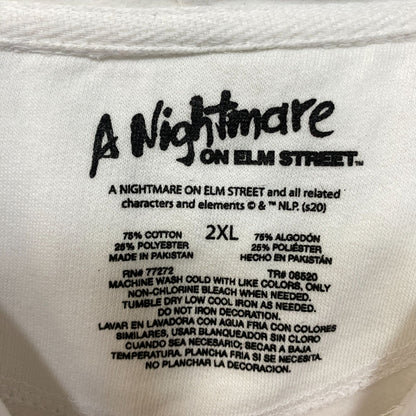 A Nightmare
ON ELM STREET™
A NIGHTMARE ON ELM STREET and all related
characters and elements © & ™ NLP. (s20)
75% COTTON 2XL 75% ALGODÓN
25% POLYESTER 25% POLIÉSTER
MADE IN PAKISTAN HECHO EN PAKISTÁN
RN# 77272 TR# 06520
MACHINE WASH COLD WITH LIKE COLORS, ONLY
NON-CHLORINE BLEACH WHEN NEEDED.
TUMBLE DRY LOW COOL IRON AS NEEDED.
DO NOT IRON DECORATION.
LAVAR EN LAVADORA CON AGUA FRIA CON COLORES
SIMILARES, USAR BLANQUEADOR SIN CLORO
CUANDO SEA NECESARIO; SECAR A BAJA
TEMPERATURA. PLANCHA FRIA SI SE NECESITA.
NO PLANCHAR LA DECORACION.